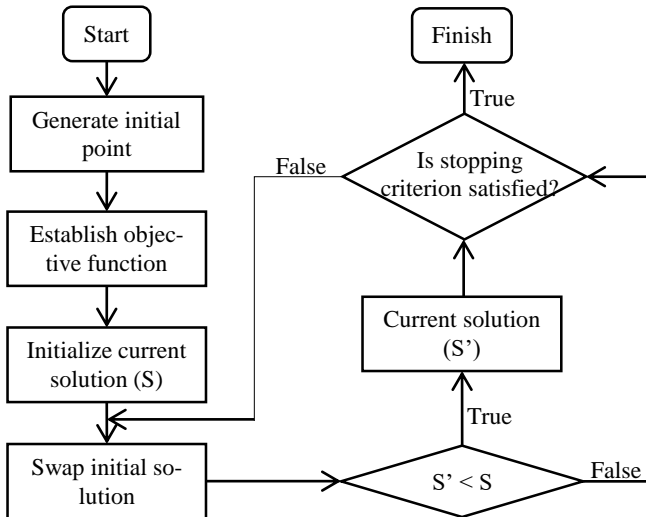 Start
Generate initial
point
Establish objec-
tive function
Initialize current
solution (S)
Swap initial so-
lution
S' < S
False
True
Current solution
(S’)
Is stopping
criterion satisfied?
False
True
Finish